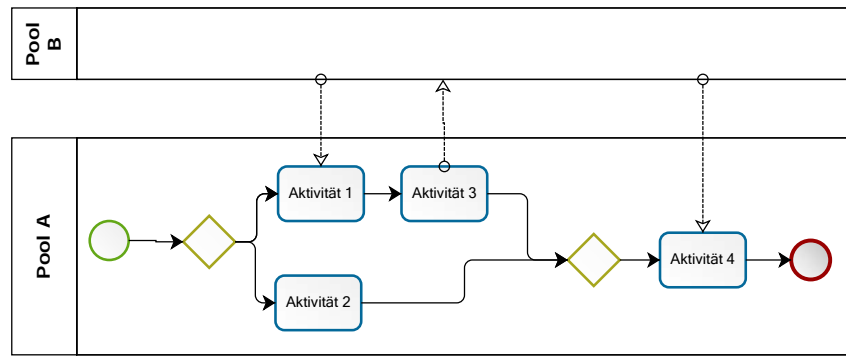 Pool
B
Pool A
Aktivität 1
Aktivität 3
Aktivität 2
Aktivität 4